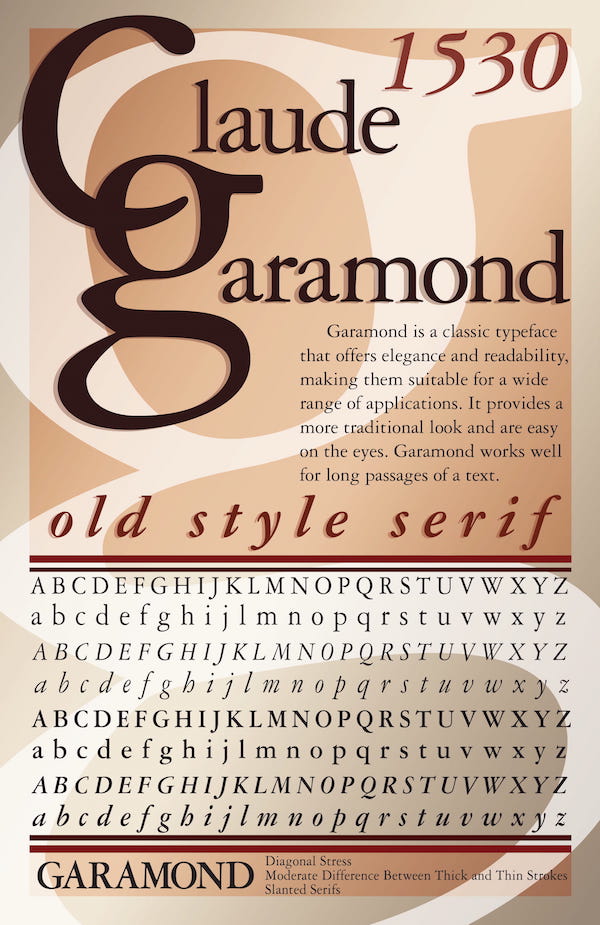 1530
Claude
Garamond
Garamond is a classic typeface
that offers elegance and readability,
making them suitable for a wide
range of applications. It provides a
more traditional look and are easy
on the eyes. Garamond works well
for long passages of a text.
old style serif
A B C D E F G H I J K L M N O P Q R S T U V W X Y Z
a b c d e f g h i j l m n o p q r s t u v w x y z
A B C D E F G H I J K L M N O P Q R S T U V W X Y Z
a b c d e f g h i j l m n o p q r s t u v w x y z
A B C D E F G H I J K L M N O P Q R S T U V W X Y Z
a b c d e f g h i j l m n o p q r s t u v w x y z
A B C D E F G H I J K L M N O P Q R S T U V W X Y Z
a b c d e f g h i j l m n o p q r s t u v w x y z
GARAMOND
Diagonal Stress
Moderate Difference Between Thick and Thin Strokes
Slanted Serifs